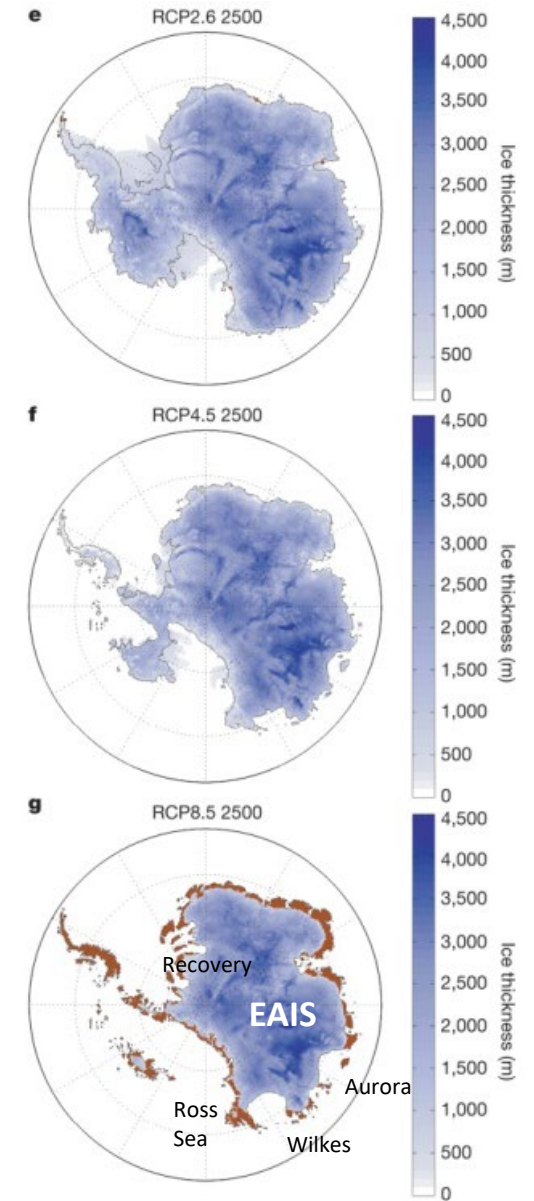 e
RCP2.6 2500
4,500
4,000
3,500
3,000
2,500
2,000
1,500
1,000
500
0
Ice thickness (m)
f
RCP4.5 2500
4,500
4,000
3,500
3,000
2,500
2,000
1,500
1,000
500
0
Ice thickness (m)
g
RCP8.5 2500
4,500
4,000
3,500
3,000
2,500
2,000
1,500
1,000
500
0
Ice thickness (m)
Recovery
EAIS
Aurora
Ross
Sea
Wilkes